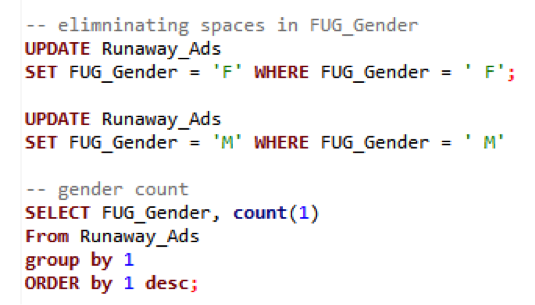 -- elimninating spaces in FUG_Gender
UPDATE Runaway_Ads
SET FUG_Gender = 'F' WHERE FUG_Gender = ' F';
UPDATE Runaway_Ads
SET FUG_Gender = 'M' WHERE FUG_Gender = ' M'
-- gender count
SELECT FUG_Gender, count(1)
From Runaway_Ads
group by 1
ORDER by 1 desc;